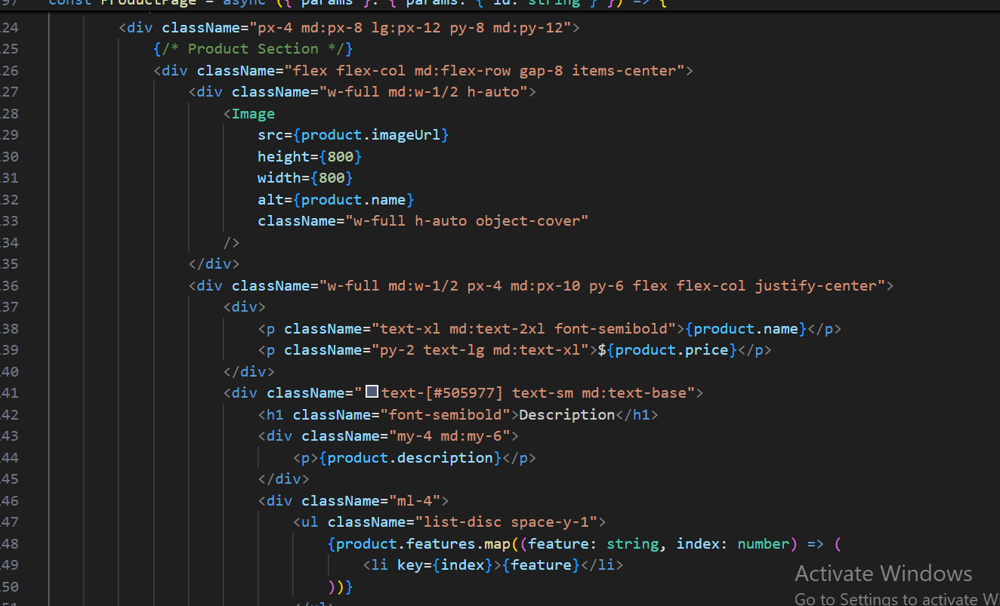 97 const ProductPage = async ({ params }: { params: { id: string } }) => {
24 <div className="px-4 md:px-8 lg:px-12 py-8 md:py-12">
25 {/* Product Section */}
26 <div className="flex flex-col md:flex-row gap-8 items-center">
27 <div className="w-full md:w-1/2 h-auto">
28 <Image
29 src={product.imageUrl}
30 height={800}
31 width={800}
32 alt={product.name}
33 className="w-full h-auto object-cover"
34 />
35 </div>
36 <div className="w-full md:w-1/2 px-4 md:px-10 py-6 flex flex-col justify-center">
37 <div>
38 <p className="text-xl md:text-2xl font-semibold">{product.name}</p>
39 <p className="py-2 text-lg md:text-xl">${product.price}</p>
40 </div>
41 <div className="text-[#505977] text-sm md:text-base">
42 <h1 className="font-semibold">Description</h1>
43 <div className="my-4 md:my-6">
44 <p>{product.description}</p>
45 </div>
46 <div className="ml-4">
47 <ul className="list-disc space-y-1">
48 {product.features.map((feature: string, index: number) => (
49 <li key={index}>{feature}</li>
50 ))}
</ul>
Activate Windows
Go to Settings to activate